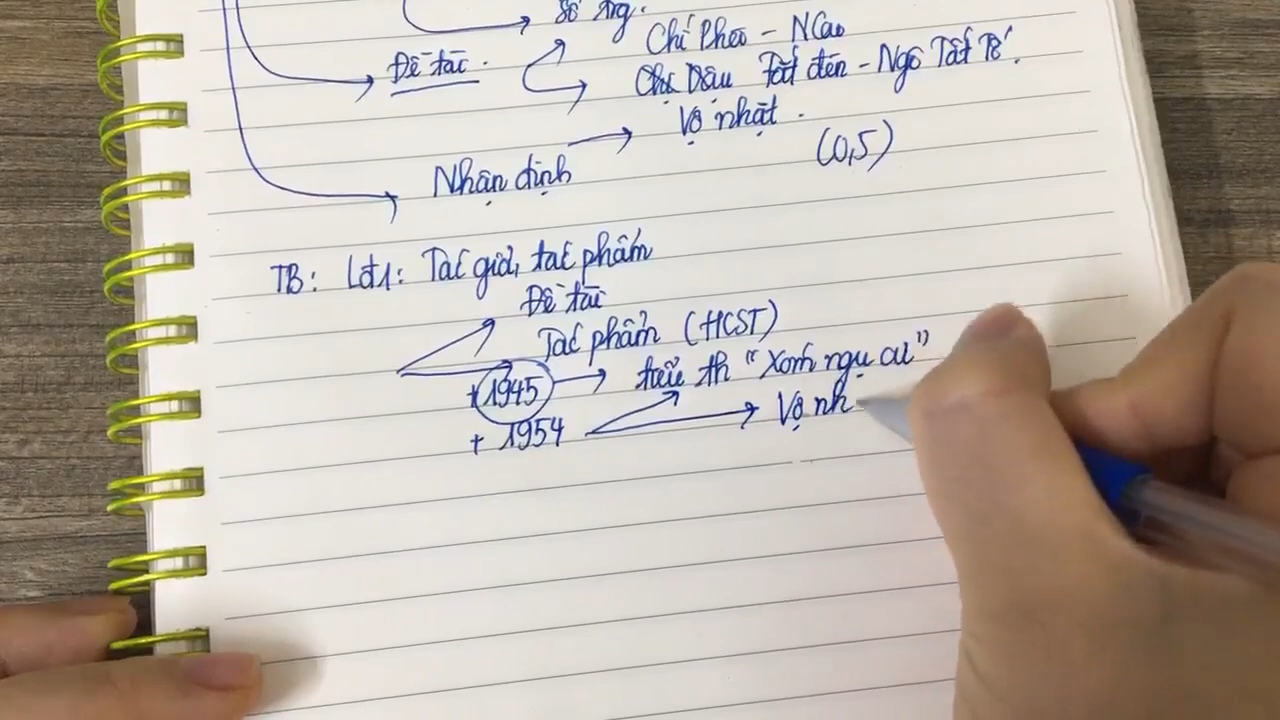 Số ptg.
Đề tài.
Chí Phèo - NCao
Chị Dậu Tắt đèn - Ngô Tất Tố.
Vợ nhặt.
(0,5)
Nhận định
TB: Lđ1: Tác giả, tác phẩm
Đề tài
Tác phẩm (HCST)
+ 1945 tiểu th "Xóm ngụ cư"
+ 1954 Vợ nh